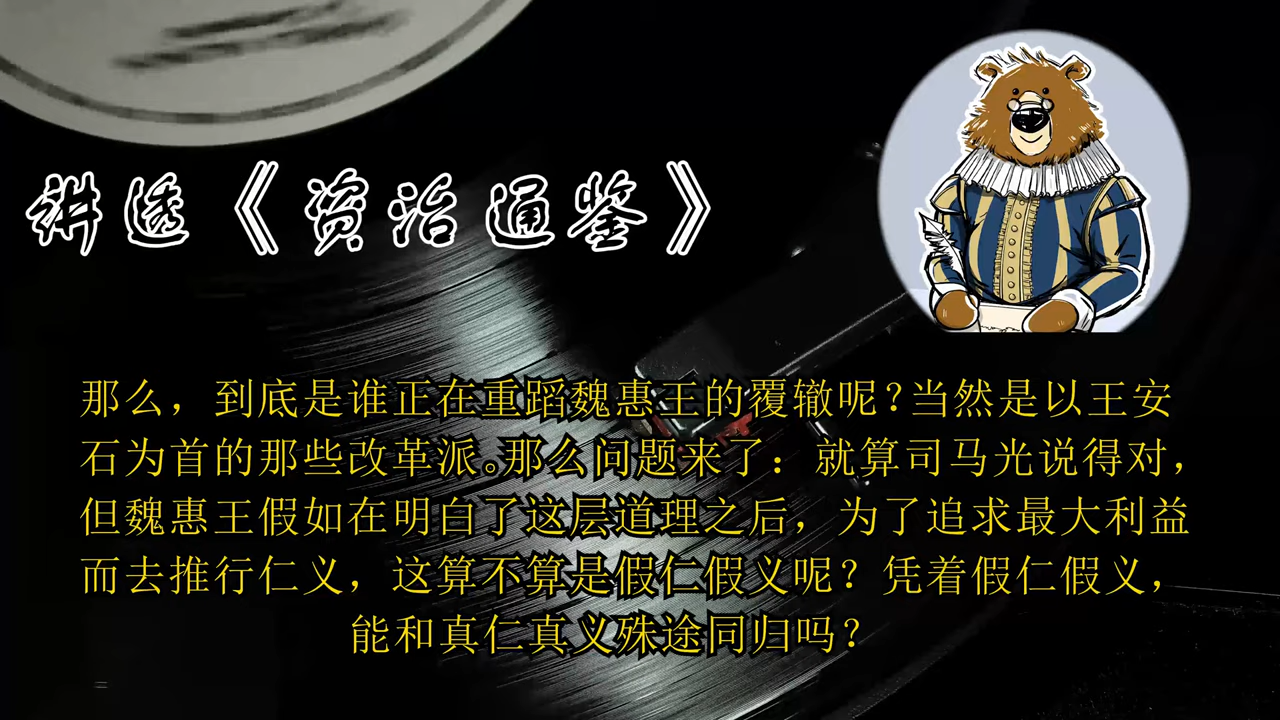 讲透《资治通鉴》
那么，到底是谁正在重蹈魏惠王的覆辙呢？当然是以王安
石为首的那些改革派。那么问题来了：就算司马光说得对，
但魏惠王假如在明白了这层道理之后，为了追求最大利益
而去推行仁义，这算不算是假仁假义呢？凭着假仁假义，
能和真仁真义殊途同归吗？